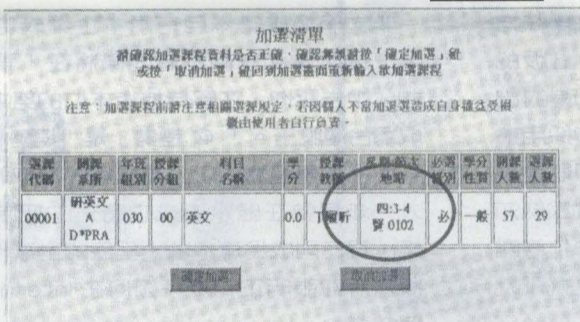 加選清單
請確認加選課程資料是否正確，確認無誤請按「確定加選」鈕
或按「取消加選」鈕回到加選畫面重新輸入欲加選課程
注意：加選課程前請注意相關選課規定，若因個人不當加選造成自身權益受損
概由使用者自行負責。
選課代碼 開課系所 年班組別 授課分組 科目名稱 學分 授課教師 星期/節次 地點 必選修別 學分性質 開課人數 選課人數
00001 研英文A D*PRA 030 00 英文 0.0 四:3-4 賢 0102 必 一般 57 29
確定加選 取消加選